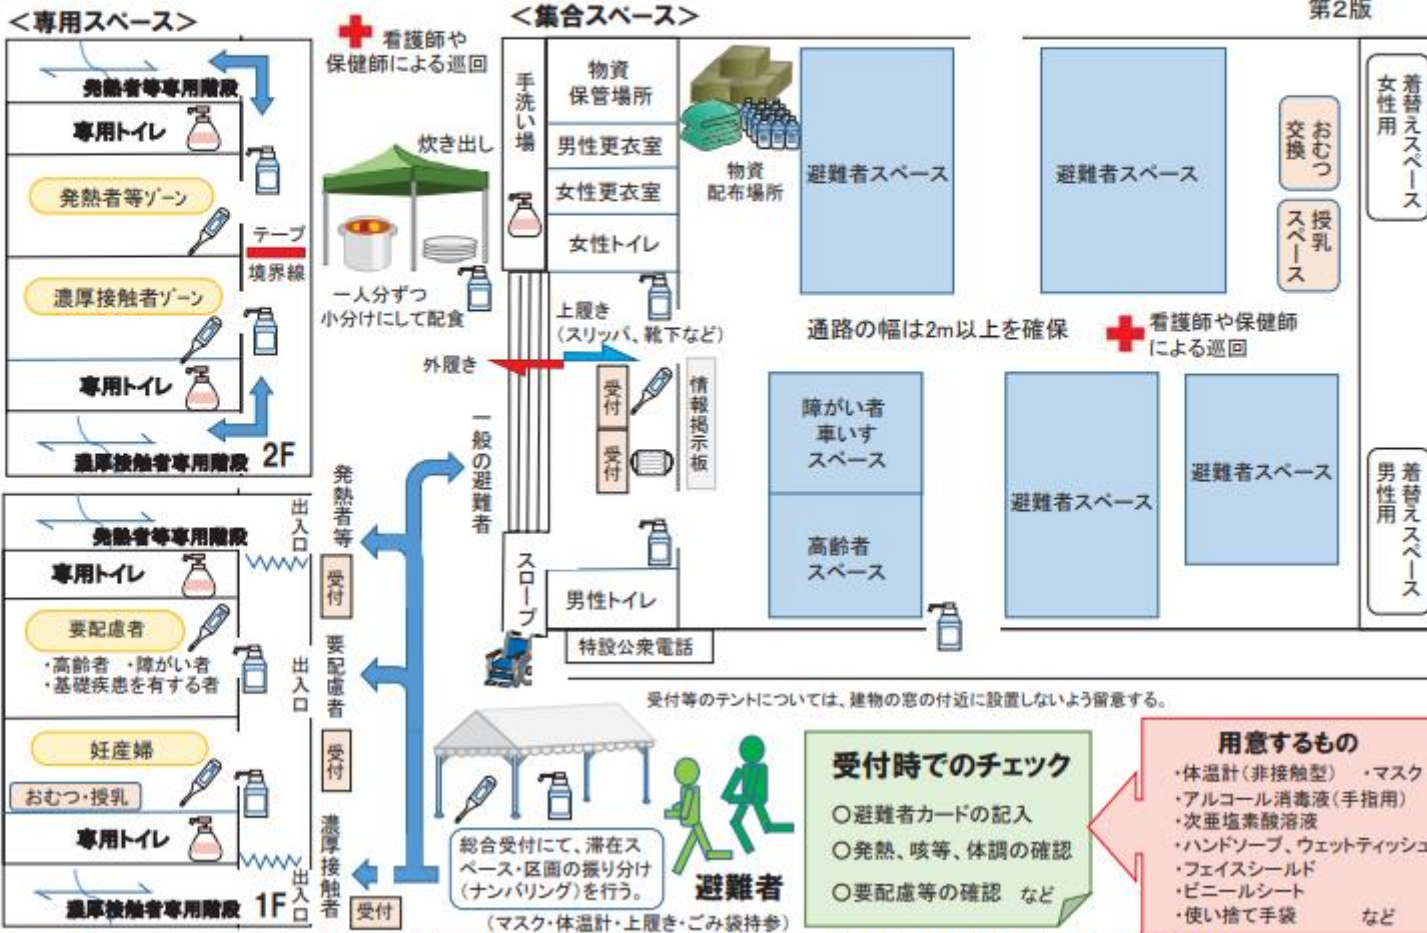 第2版
＜専用スペース＞
発熱者等専用階段
専用トイレ
発熱者等ゾーン
テープ
境界線
濃厚接触者ゾーン
専用トイレ
濃厚接触者専用階段
2F
発熱者等専用階段
専用トイレ
要配慮者
・高齢者 ・障がい者
・基礎疾患を有する者
妊産婦
おむつ・授乳
専用トイレ
濃厚接触者専用階段
1F
出入口
出入口
出入口
発熱者等
受付
要配慮者
受付
濃厚接触者
受付
看護師や
保健師による巡回
炊き出し
一人分ずつ
小分けにして配食
外履き
一般の避難者
＜集合スペース＞
手洗い場
物資
保管場所
男性更衣室
女性更衣室
女性トイレ
物資
配布場所
上履き
(スリッパ、靴下など)
受付
受付
情報掲示板
スロープ
男性トイレ
特設公衆電話
避難者スペース
避難者スペース
おむつ
交換
授乳
スペース
着替えスペース
女性用
通路の幅は2m以上を確保
看護師や保健師
による巡回
障がい者
車いす
スペース
高齢者
スペース
避難者スペース
避難者スペース
着替えスペース
男性用
受付等のテントについては、建物の窓の付近に設置しないよう留意する。
総合受付にて、滞在ス
ペース・区画の振り分け
(ナンバリング)を行う。
避難者
(マスク・体温計・上履き・ごみ袋持参)
受付時でのチェック
○避難者カードの記入
○発熱、咳等、体調の確認
○要配慮等の確認 など
用意するもの
・体温計(非接触型) ・マスク
・アルコール消毒液(手指用)
・次亜塩素酸溶液
・ハンドソープ、ウェットティッシュ
・フェイスシールド
・ビニールシート
・使い捨て手袋 など